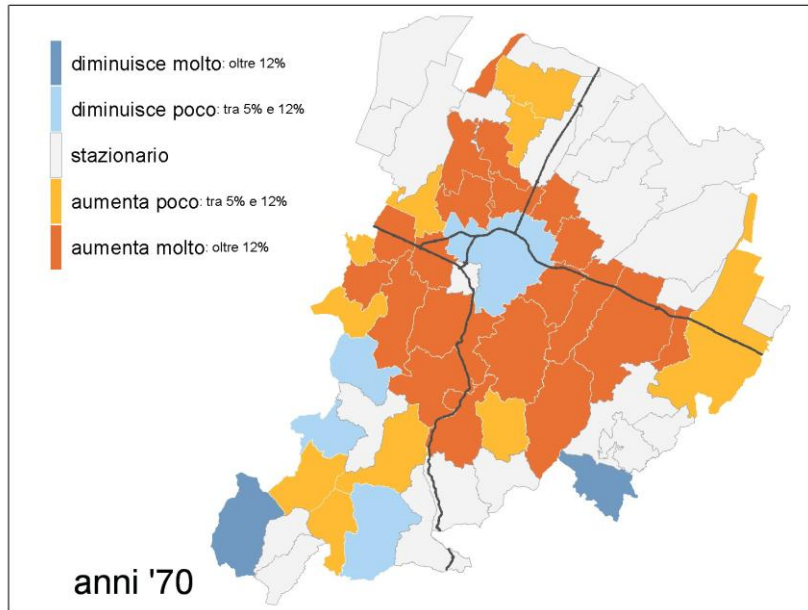 diminuisce molto: oltre 12%
diminuisce poco: tra 5% e 12%
stazionario
aumenta poco: tra 5% e 12%
aumenta molto: oltre 12%
anni '70